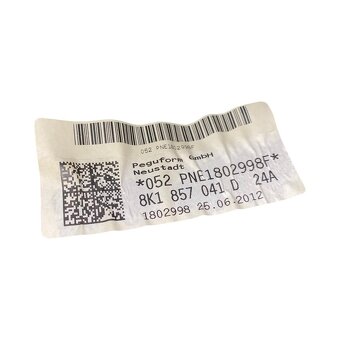 052 PNE1802998F
Peguform GmbH
Neustadt
*052 PNE1802998F*
8K1 857 041 D 24A
1802998 25.06.2012